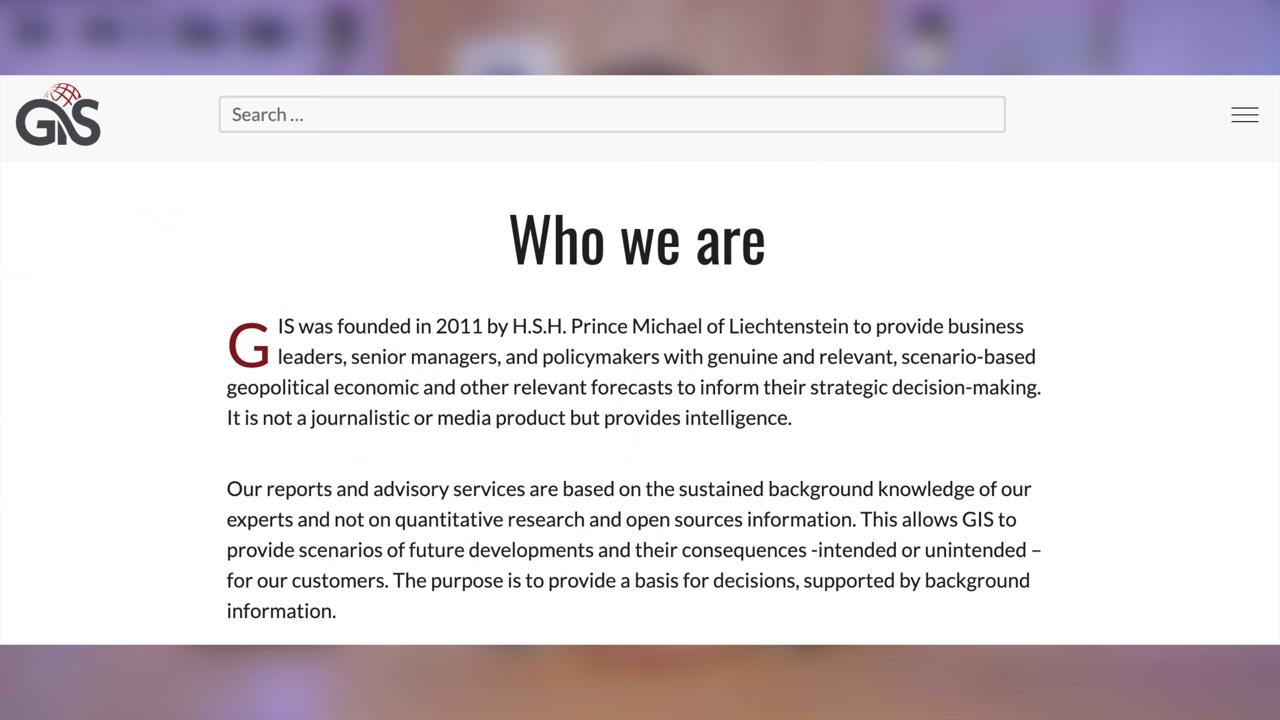 GIS
Search ...
Who we are
GIS was founded in 2011 by H.S.H. Prince Michael of Liechtenstein to provide business
leaders, senior managers, and policymakers with genuine and relevant, scenario-based
geopolitical economic and other relevant forecasts to inform their strategic decision-making.
It is not a journalistic or media product but provides intelligence.
Our reports and advisory services are based on the sustained background knowledge of our
experts and not on quantitative research and open sources information. This allows GIS to
provide scenarios of future developments and their consequences -intended or unintended –
for our customers. The purpose is to provide a basis for decisions, supported by background
information.